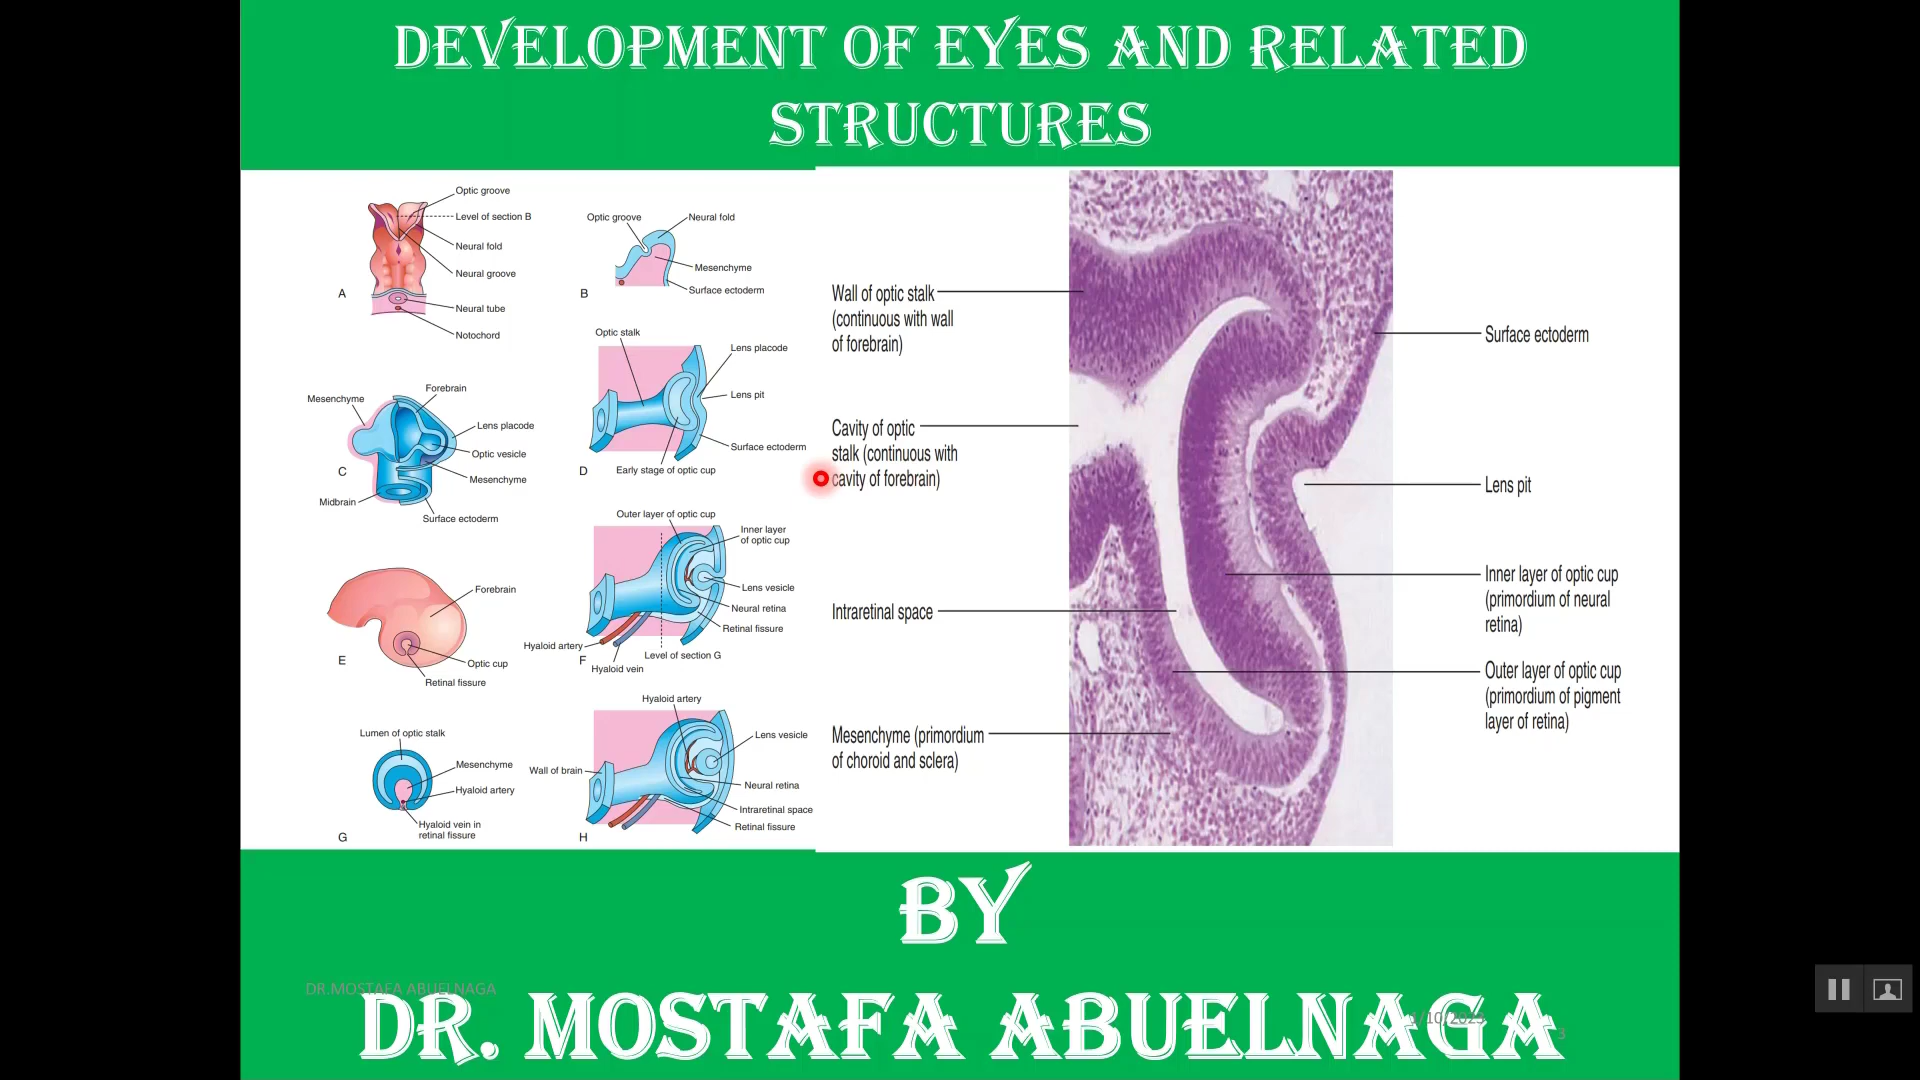 DEVELOPMENT OF EYES AND RELATED
STRUCTURES
Optic groove
Level of section B
Neural fold
Neural groove
Neural tube
Notochord
A
Optic groove
Neural fold
Mesenchyme
Surface ectoderm
B
Mesenchyme
Forebrain
Lens placode
Optic vesicle
Mesenchyme
Midbrain
Surface ectoderm
C
Optic stalk
Lens placode
Lens pit
Surface ectoderm
Early stage of optic cup
D
Forebrain
Optic cup
Retinal fissure
E
Outer layer of optic cup
Inner layer
of optic cup
Lens vesicle
Neural retina
Retinal fissure
Hyaloid artery
Level of section G
Hyaloid vein
F
Lumen of optic stalk
Mesenchyme
Hyaloid artery
Hyaloid vein in
retinal fissure
G
Hyaloid artery
Lens vesicle
Wall of brain
Neural retina
Intraretinal space
Retinal fissure
H
Wall of optic stalk
(continuous with wall
of forebrain)
Cavity of optic
stalk (continuous with
cavity of forebrain)
Intraretinal space
Mesenchyme (primordium
of choroid and sclera)
Surface ectoderm
Lens pit
Inner layer of optic cup
(primordium of neural
retina)
Outer layer of optic cup
(primordium of pigment
layer of retina)
BY
DR.MOSTAFA ABUELNAGA
DR. MOSTAFA ABUELNAGA
3